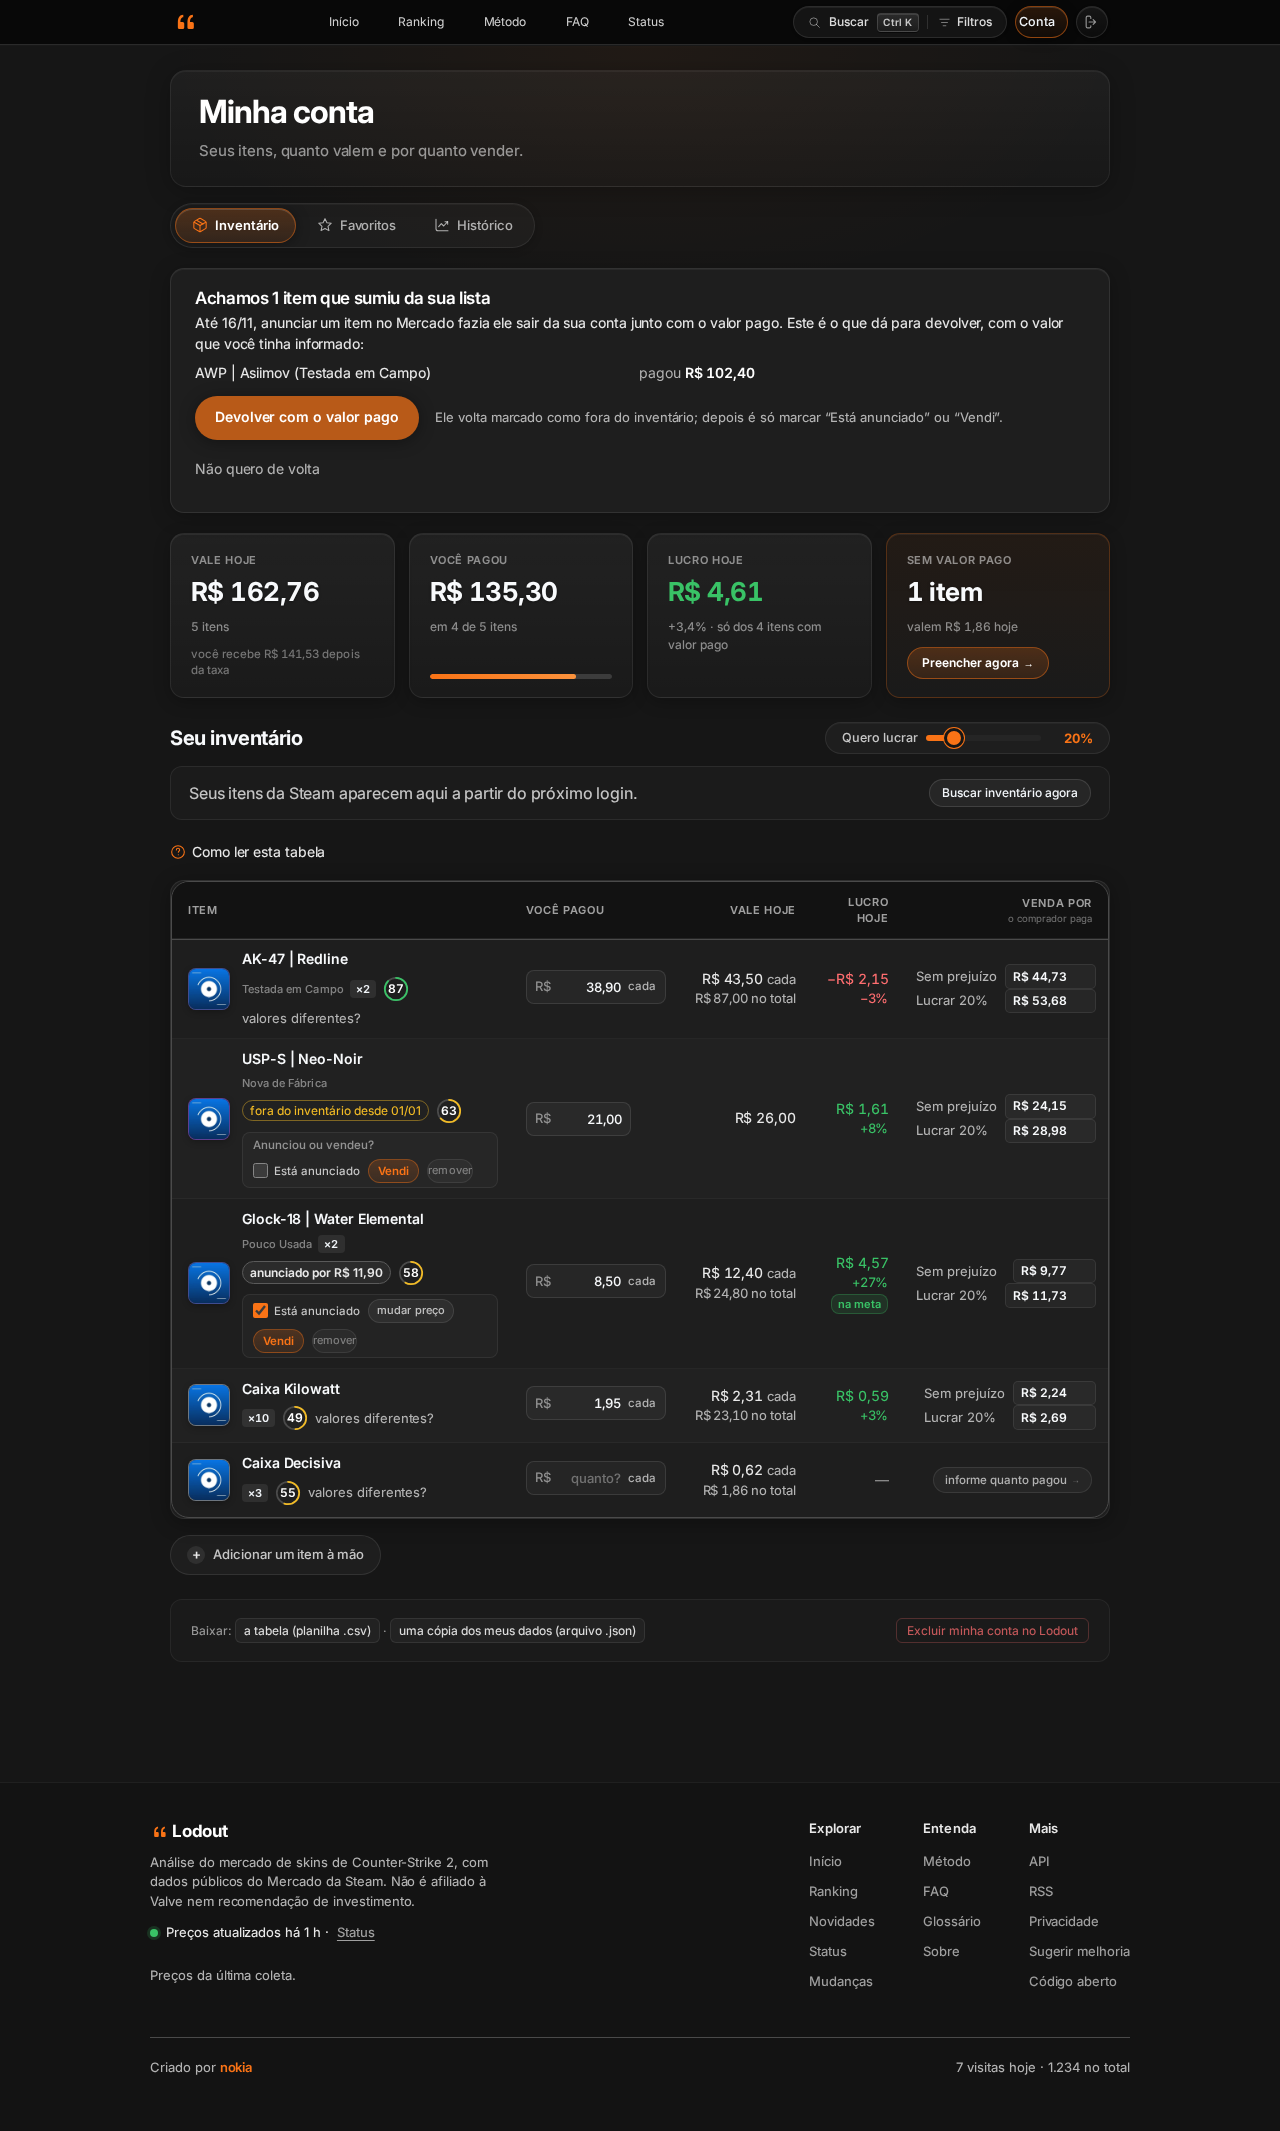 Início Ranking Método FAQ Status Buscar Ctrl K Filtros Conta
Minha conta
Seus itens, quanto valem e por quanto vender.
Inventário Favoritos Histórico
Achamos 1 item que sumiu da sua lista
Até 16/11, anunciar um item no Mercado fazia ele sair da sua conta junto com o valor pago. Este é o que dá para devolver, com o valor
que você tinha informado:
AWP | Asiimov (Testada em Campo) pagou R$ 102,40
Devolver com o valor pago Ele volta marcado como fora do inventário; depois é só marcar “Está anunciado” ou “Vendi”.
Não quero de volta
VALE HOJE
R$ 162,76
5 itens
você recebe R$ 141,53 depois
da taxa
VOCÊ PAGOU
R$ 135,30
em 4 de 5 itens
LUCRO HOJE
R$ 4,61
+3,4% · só dos 4 itens com
valor pago
SEM VALOR PAGO
1 item
valem R$ 1,86 hoje
Preencher agora →
Seu inventário Quero lucrar 20%
Seus itens da Steam aparecem aqui a partir do próximo login. Buscar inventário agora
Como ler esta tabela
ITEM VOCÊ PAGOU VALE HOJE LUCRO HOJE VENDA POR
o comprador paga
AK-47 | Redline
Testada em Campo ×2 87
valores diferentes?
R$ 38,90 cada
R$ 43,50 cada
R$ 87,00 no total
−R$ 2,15
−3%
Sem prejuízo R$ 44,73
Lucrar 20% R$ 53,68
USP-S | Neo-Noir
Nova de Fábrica
fora do inventário desde 01/01 63
Anunciou ou vendeu?
Está anunciado Vendi remover
R$ 21,00
R$ 26,00
R$ 1,61
+8%
Sem prejuízo R$ 24,15
Lucrar 20% R$ 28,98
Glock-18 | Water Elemental
Pouco Usada ×2
anunciado por R$ 11,90 58
Está anunciado mudar preço
Vendi remover
R$ 8,50 cada
R$ 12,40 cada
R$ 24,80 no total
R$ 4,57
+27%
na meta
Sem prejuízo R$ 9,77
Lucrar 20% R$ 11,73
Caixa Kilowatt
×10 49 valores diferentes?
R$ 1,95 cada
R$ 2,31 cada
R$ 23,10 no total
R$ 0,59
+3%
Sem prejuízo R$ 2,24
Lucrar 20% R$ 2,69
Caixa Decisiva
×3 55 valores diferentes?
R$ quanto? cada
R$ 0,62 cada
R$ 1,86 no total
—
informe quanto pagou →
+ Adicionar um item à mão
Baixar: a tabela (planilha .csv) · uma cópia dos meus dados (arquivo .json) Excluir minha conta no Lodout
Lodout
Análise do mercado de skins de Counter-Strike 2, com
dados públicos do Mercado da Steam. Não é afiliado à
Valve nem recomendação de investimento.
Preços atualizados há 1 h · Status
Preços da última coleta.
Explorar
Início
Ranking
Novidades
Status
Mudanças
Entenda
Método
FAQ
Glossário
Sobre
Mais
API
RSS
Privacidade
Sugerir melhoria
Código aberto
Criado por nokia 7 visitas hoje · 1.234 no total